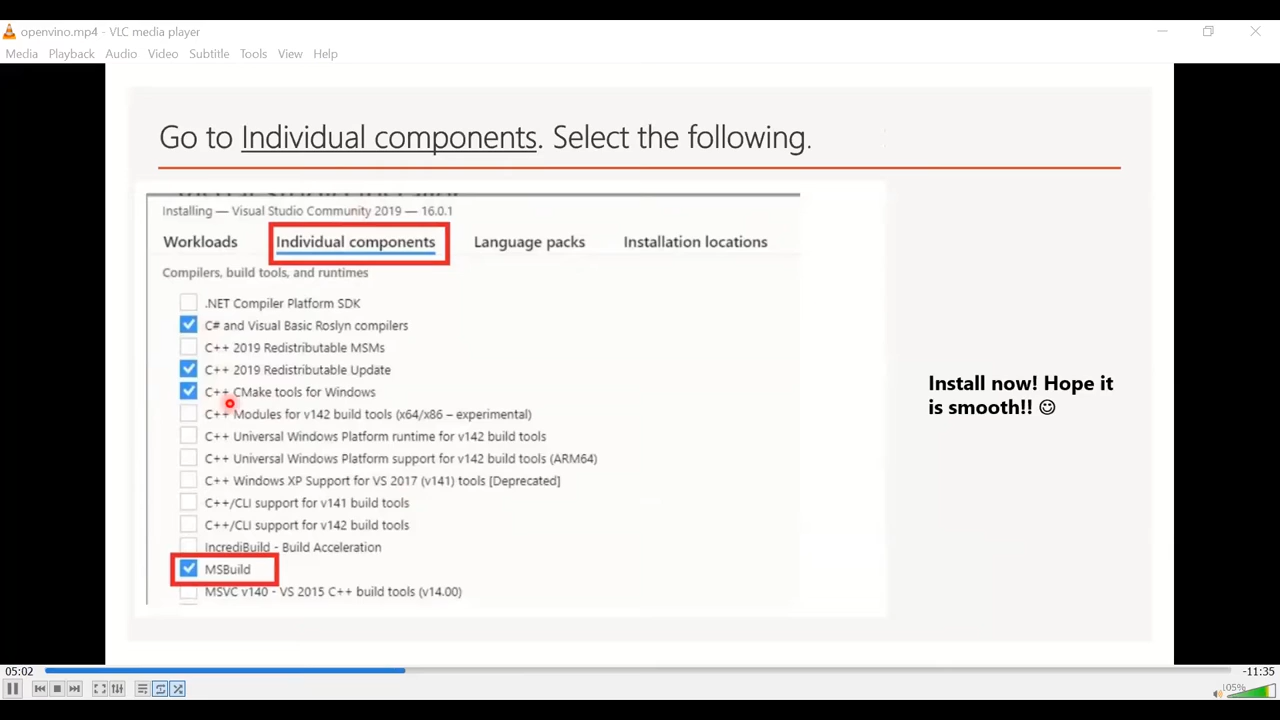 openvino.mp4 - VLC media player
Media Playback Audio Video Subtitle Tools View Help
Go to Individual components. Select the following.
Installing — Visual Studio Community 2019 — 16.0.1
Workloads Individual components Language packs Installation locations
Compilers, build tools, and runtimes
.NET Compiler Platform SDK
C# and Visual Basic Roslyn compilers
C++ 2019 Redistributable MSMs
C++ 2019 Redistributable Update
C++ CMake tools for Windows
C++ Modules for v142 build tools (x64/x86 – experimental)
C++ Universal Windows Platform runtime for v142 build tools
C++ Universal Windows Platform support for v142 build tools (ARM64)
C++ Windows XP Support for VS 2017 (v141) tools [Deprecated]
C++/CLI support for v141 build tools
C++/CLI support for v142 build tools
IncrediBuild - Build Acceleration
MSBuild
MSVC v140 - VS 2015 C++ build tools (v14.00)
Install now! Hope it
is smooth!! ☺
05:02 -11:35
105%